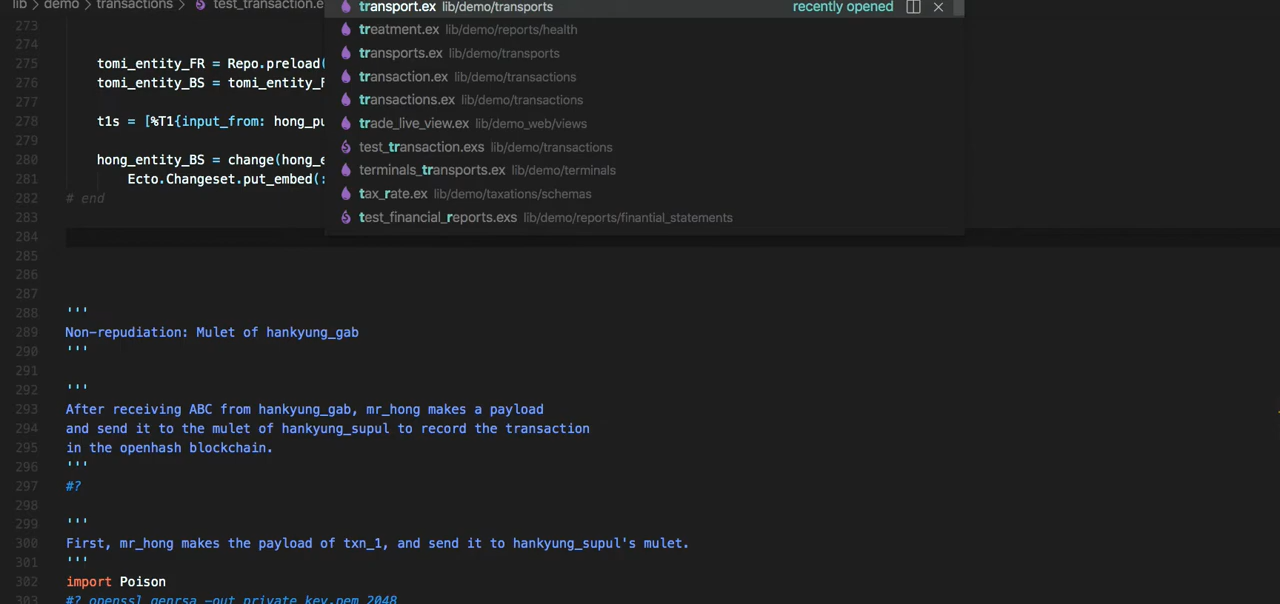 lib > demo > transactions > test_transaction.e
transport.ex lib/demo/transports recently opened
treatment.ex lib/demo/reports/health
transports.ex lib/demo/transports
transaction.ex lib/demo/transactions
transactions.ex lib/demo/transactions
trade_live_view.ex lib/demo_web/views
test_transaction.exs lib/demo/transactions
terminals_transports.ex lib/demo/terminals
tax_rate.ex lib/demo/taxations/schemas
test_financial_reports.exs lib/demo/reports/finantial_statements
273
274
275 tomi_entity_FR = Repo.preload(
276 tomi_entity_BS = tomi_entity_F
277
278 t1s = [%T1{input_from: hong_pu
279
280 hong_entity_BS = change(hong_e
281 Ecto.Changeset.put_embed(:
282 # end
283
284
285
286
287
288 '''
289 Non-repudiation: Mulet of hankyung_gab
290 '''
291
292 '''
293 After receiving ABC from hankyung_gab, mr_hong makes a payload
294 and send it to the mulet of hankyung_supul to record the transaction
295 in the openhash blockchain.
296 '''
297 #?
298
299 '''
300 First, mr_hong makes the payload of txn_1, and send it to hankyung_supul's mulet.
301 '''
302 import Poison
303 #? openssl genrsa -out private_key.pem 2048